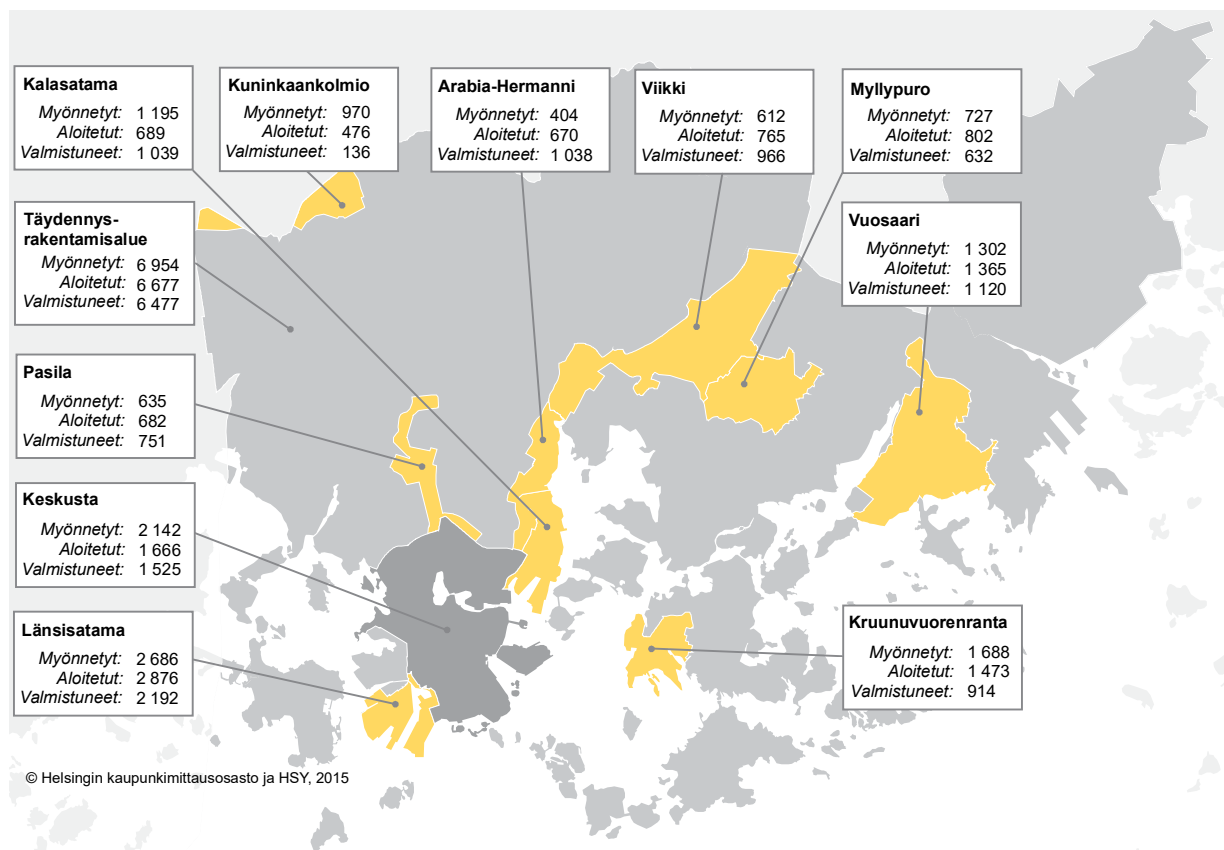 Kalasatama
Myönnetyt: 1 195
Aloitetut: 689
Valmistuneet: 1 039
Kuninkaankolmio
Myönnetyt: 970
Aloitetut: 476
Valmistuneet: 136
Arabia-Hermanni
Myönnetyt: 404
Aloitetut: 670
Valmistuneet: 1 038
Viikki
Myönnetyt: 612
Aloitetut: 765
Valmistuneet: 966
Myllypuro
Myönnetyt: 727
Aloitetut: 802
Valmistuneet: 632
Täydennys-
rakentamisalue
Myönnetyt: 6 954
Aloitetut: 6 677
Valmistuneet: 6 477
Vuosaari
Myönnetyt: 1 302
Aloitetut: 1 365
Valmistuneet: 1 120
Pasila
Myönnetyt: 635
Aloitetut: 682
Valmistuneet: 751
Keskusta
Myönnetyt: 2 142
Aloitetut: 1 666
Valmistuneet: 1 525
Länsisatama
Myönnetyt: 2 686
Aloitetut: 2 876
Valmistuneet: 2 192
Kruunuvuorenranta
Myönnetyt: 1 688
Aloitetut: 1 473
Valmistuneet: 914
© Helsingin kaupunkimittausosasto ja HSY, 2015